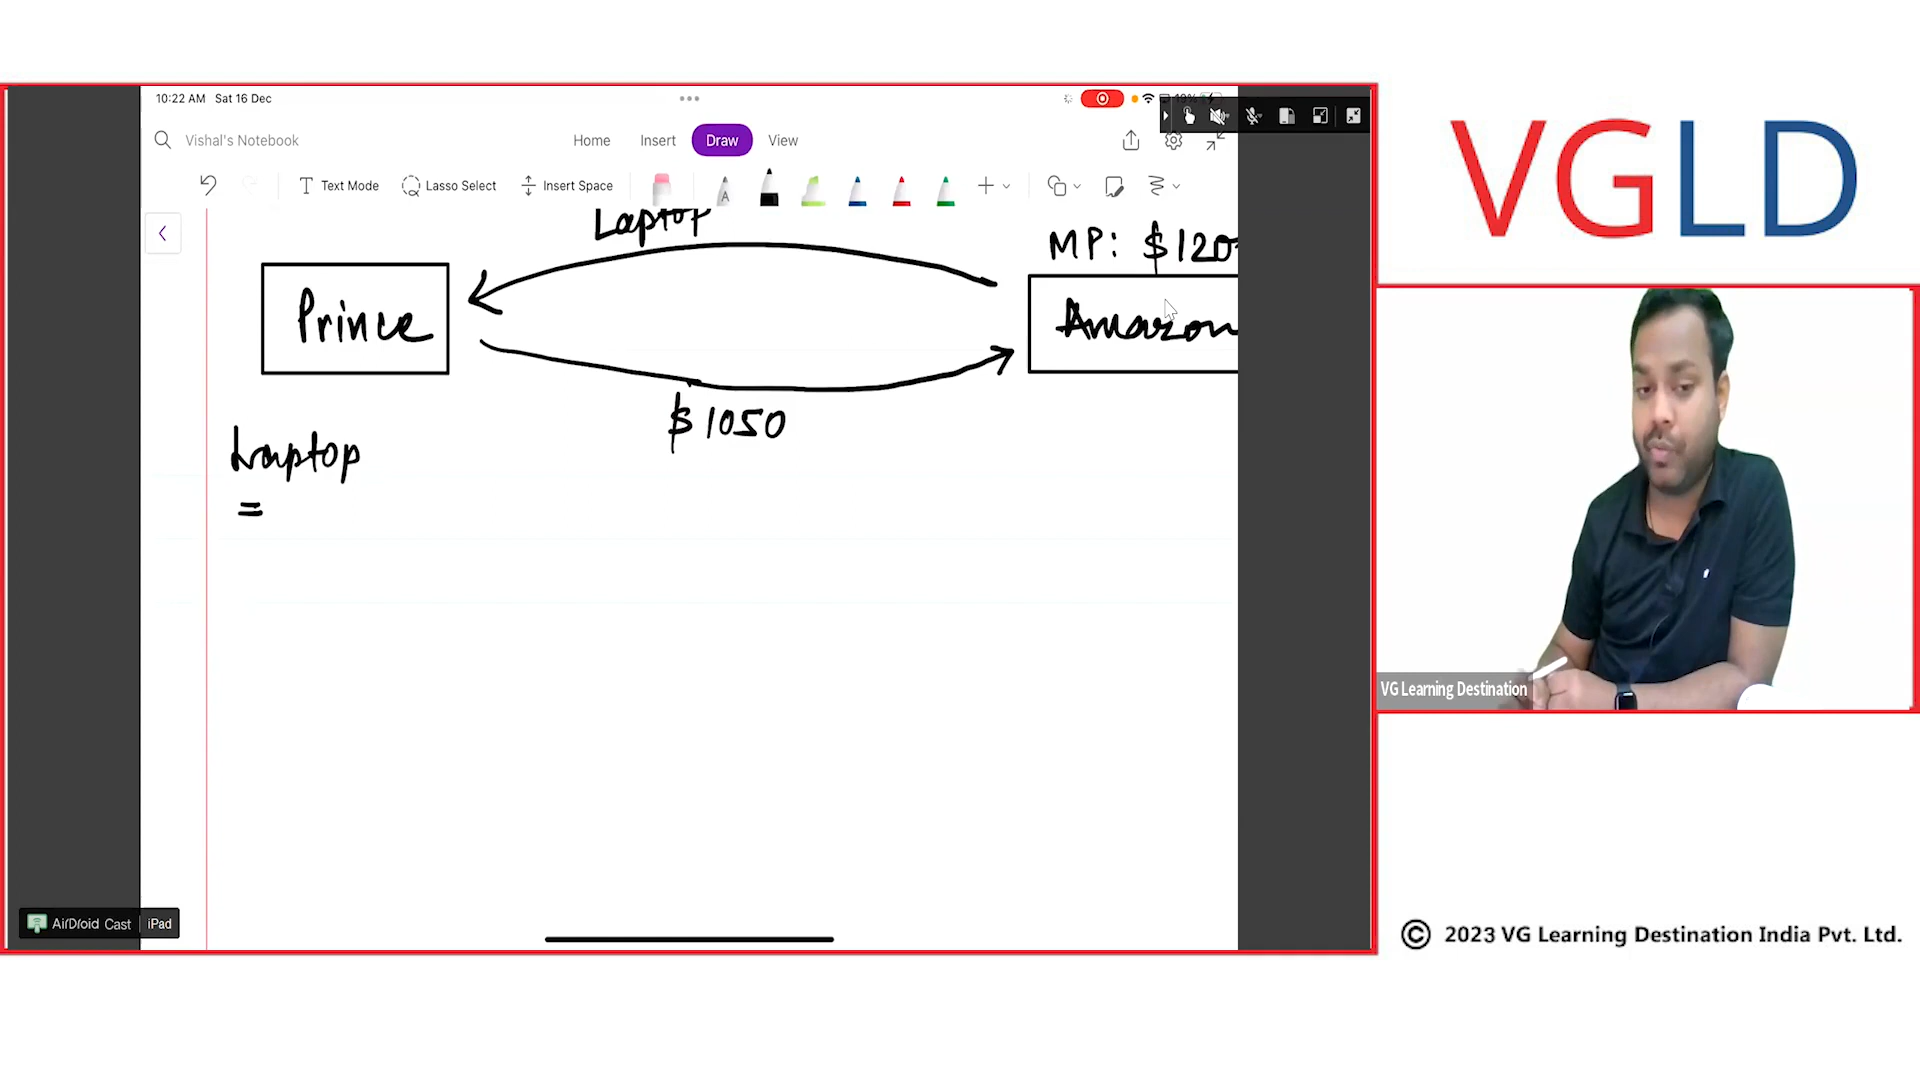 10:22 AM Sat 16 Dec
19%
Vishal's Notebook
Home Insert Draw View
Text Mode Lasso Select Insert Space
A
Laptop
MP: $120
Prince
Amazon
$1050
Laptop
=
AirDroid Cast iPad
VGLD
VG Learning Destination
© 2023 VG Learning Destination India Pvt. Ltd.